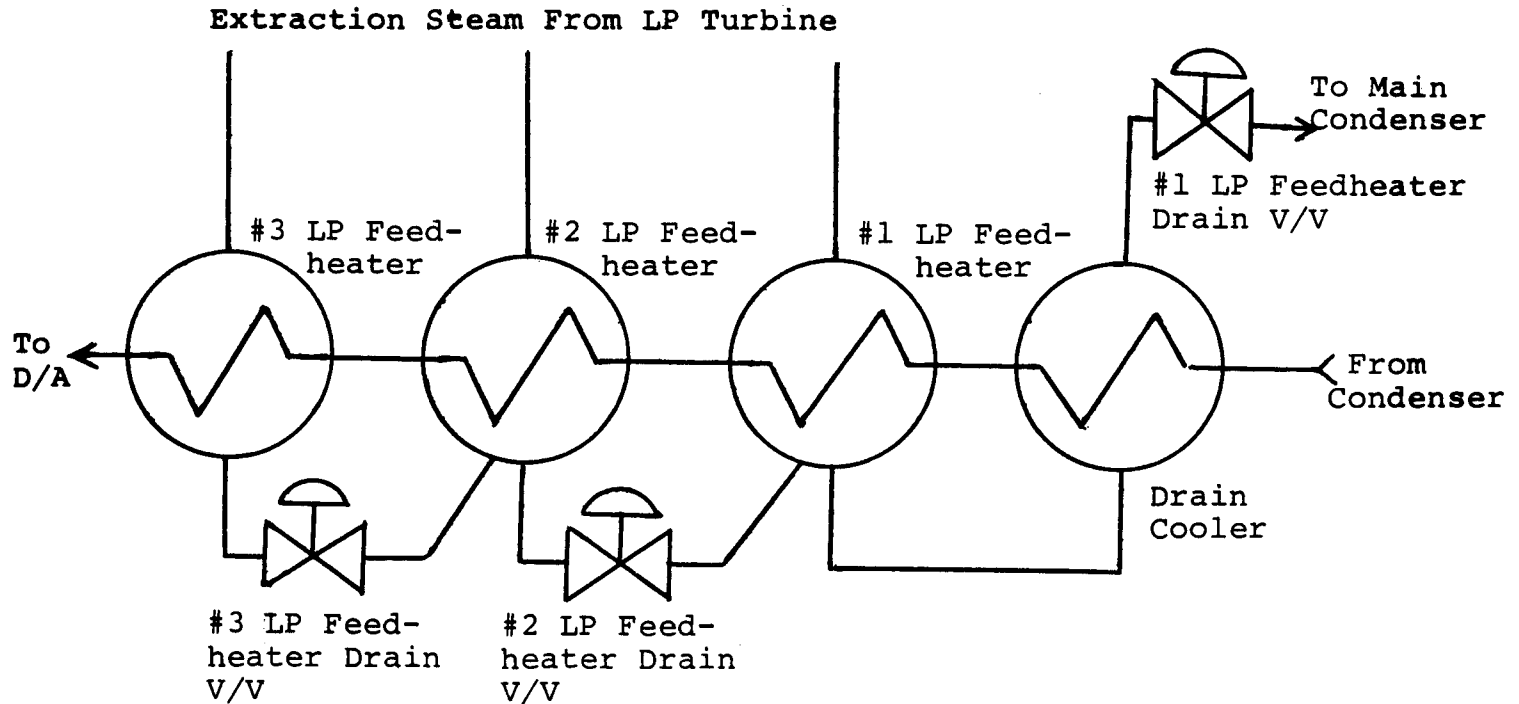 Extraction Steam From LP Turbine
To Main
Condenser
#1 LP Feedheater
Drain V/V
#3 LP Feed-
heater
#2 LP Feed-
heater
#1 LP Feed-
heater
To
D/A
From
Condenser
Drain
Cooler
#3 LP Feed-
heater Drain
V/V
#2 LP Feed-
heater Drain
V/V